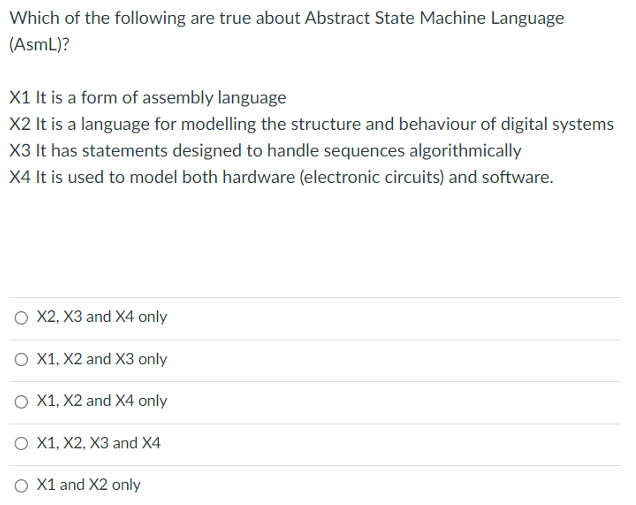 Which of the following are true about Abstract State Machine Language
(AsmL)?
X1 It is a form of assembly language
X2 It is a language for modelling the structure and behaviour of digital systems
X3 It has statements designed to handle sequences algorithmically
X4 It is used to model both hardware (electronic circuits) and software.
X2, X3 and X4 only
X1, X2 and X3 only
X1, X2 and X4 only
X1, X2, X3 and X4
X1 and X2 only